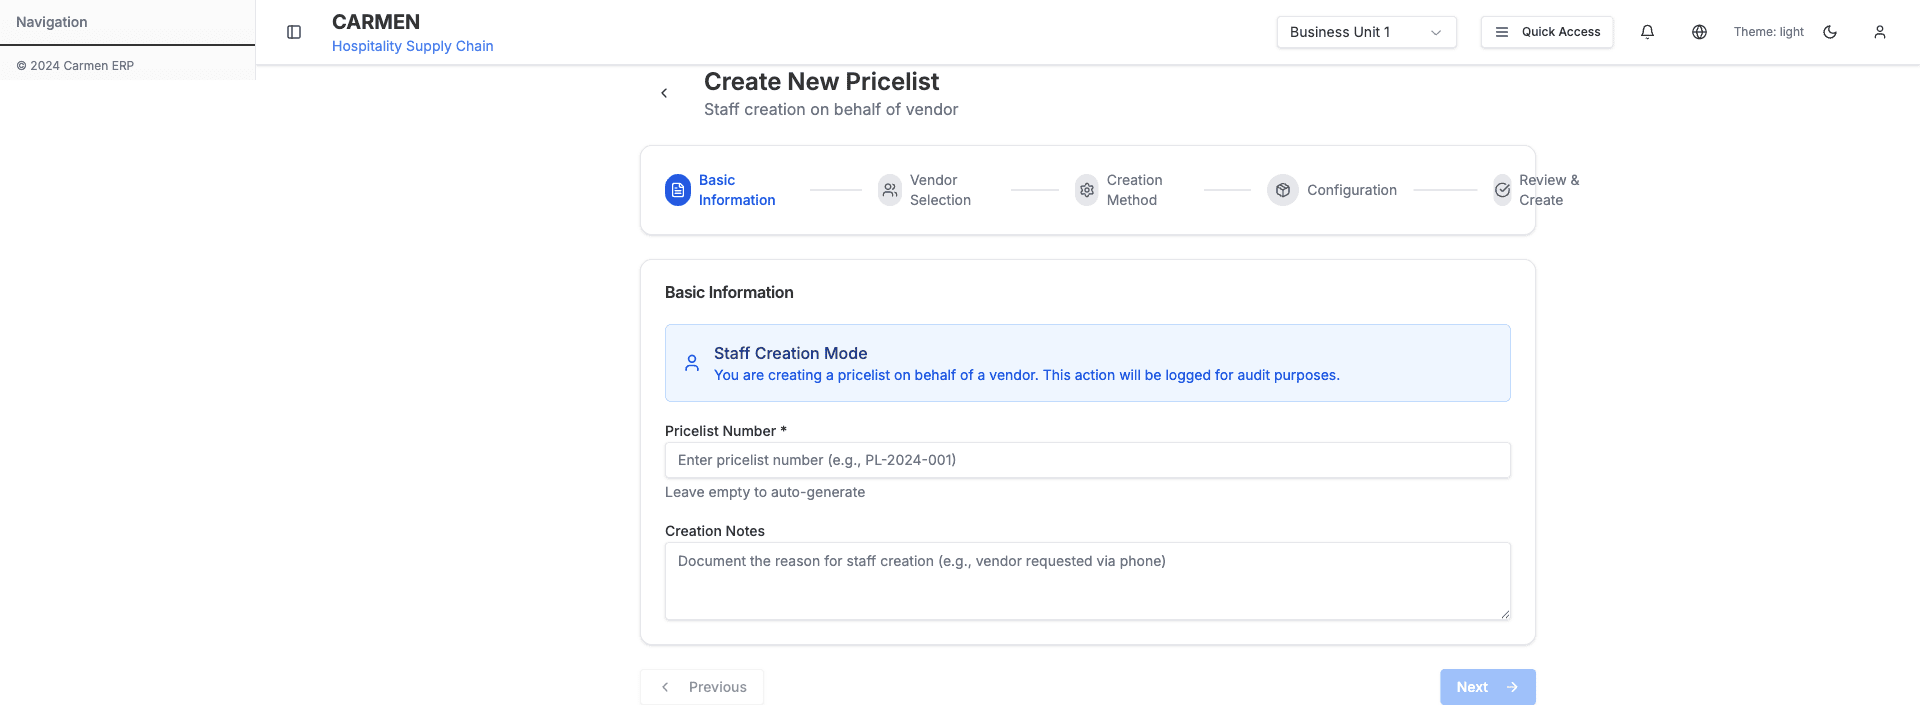 Navigation
© 2024 Carmen ERP
CARMEN
Hospitality Supply Chain
Business Unit 1
Quick Access
Theme: light
Create New Pricelist
Staff creation on behalf of vendor
Basic
Information
Vendor
Selection
Creation
Method
Configuration
Review &
Create
Basic Information
Staff Creation Mode
You are creating a pricelist on behalf of a vendor. This action will be logged for audit purposes.
Pricelist Number *
Enter pricelist number (e.g., PL-2024-001)
Leave empty to auto-generate
Creation Notes
Document the reason for staff creation (e.g., vendor requested via phone)
Previous
Next